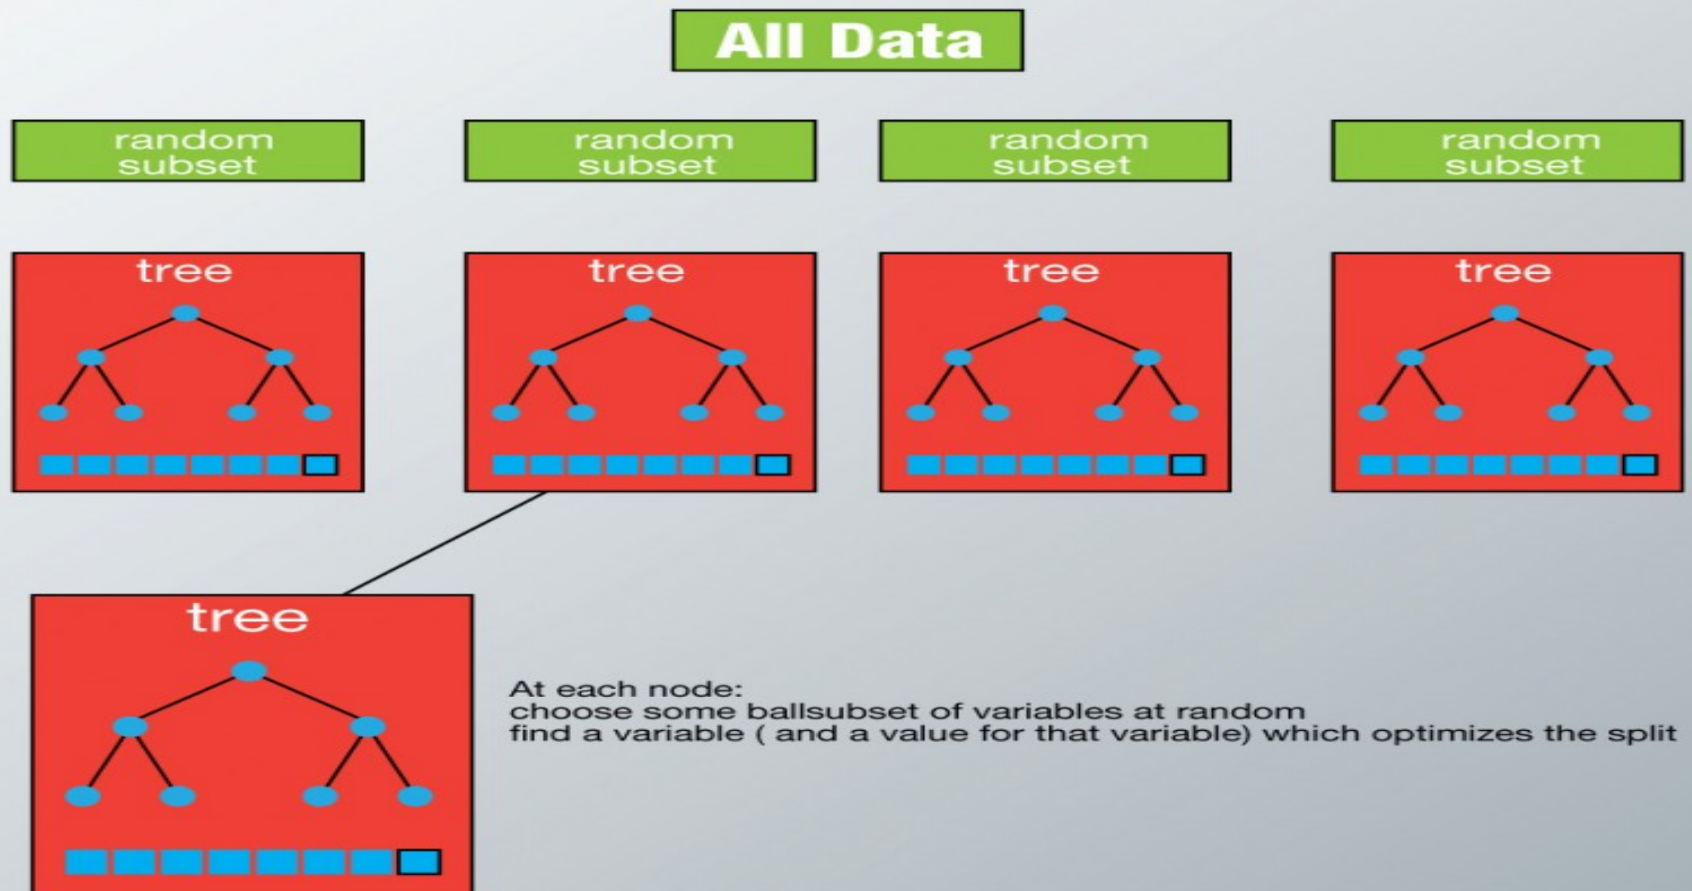 All Data
random
subset
random
subset
random
subset
random
subset
tree
tree
tree
tree
tree
At each node:
choose some ballsubset of variables at random
find a variable ( and a value for that variable) which optimizes the split